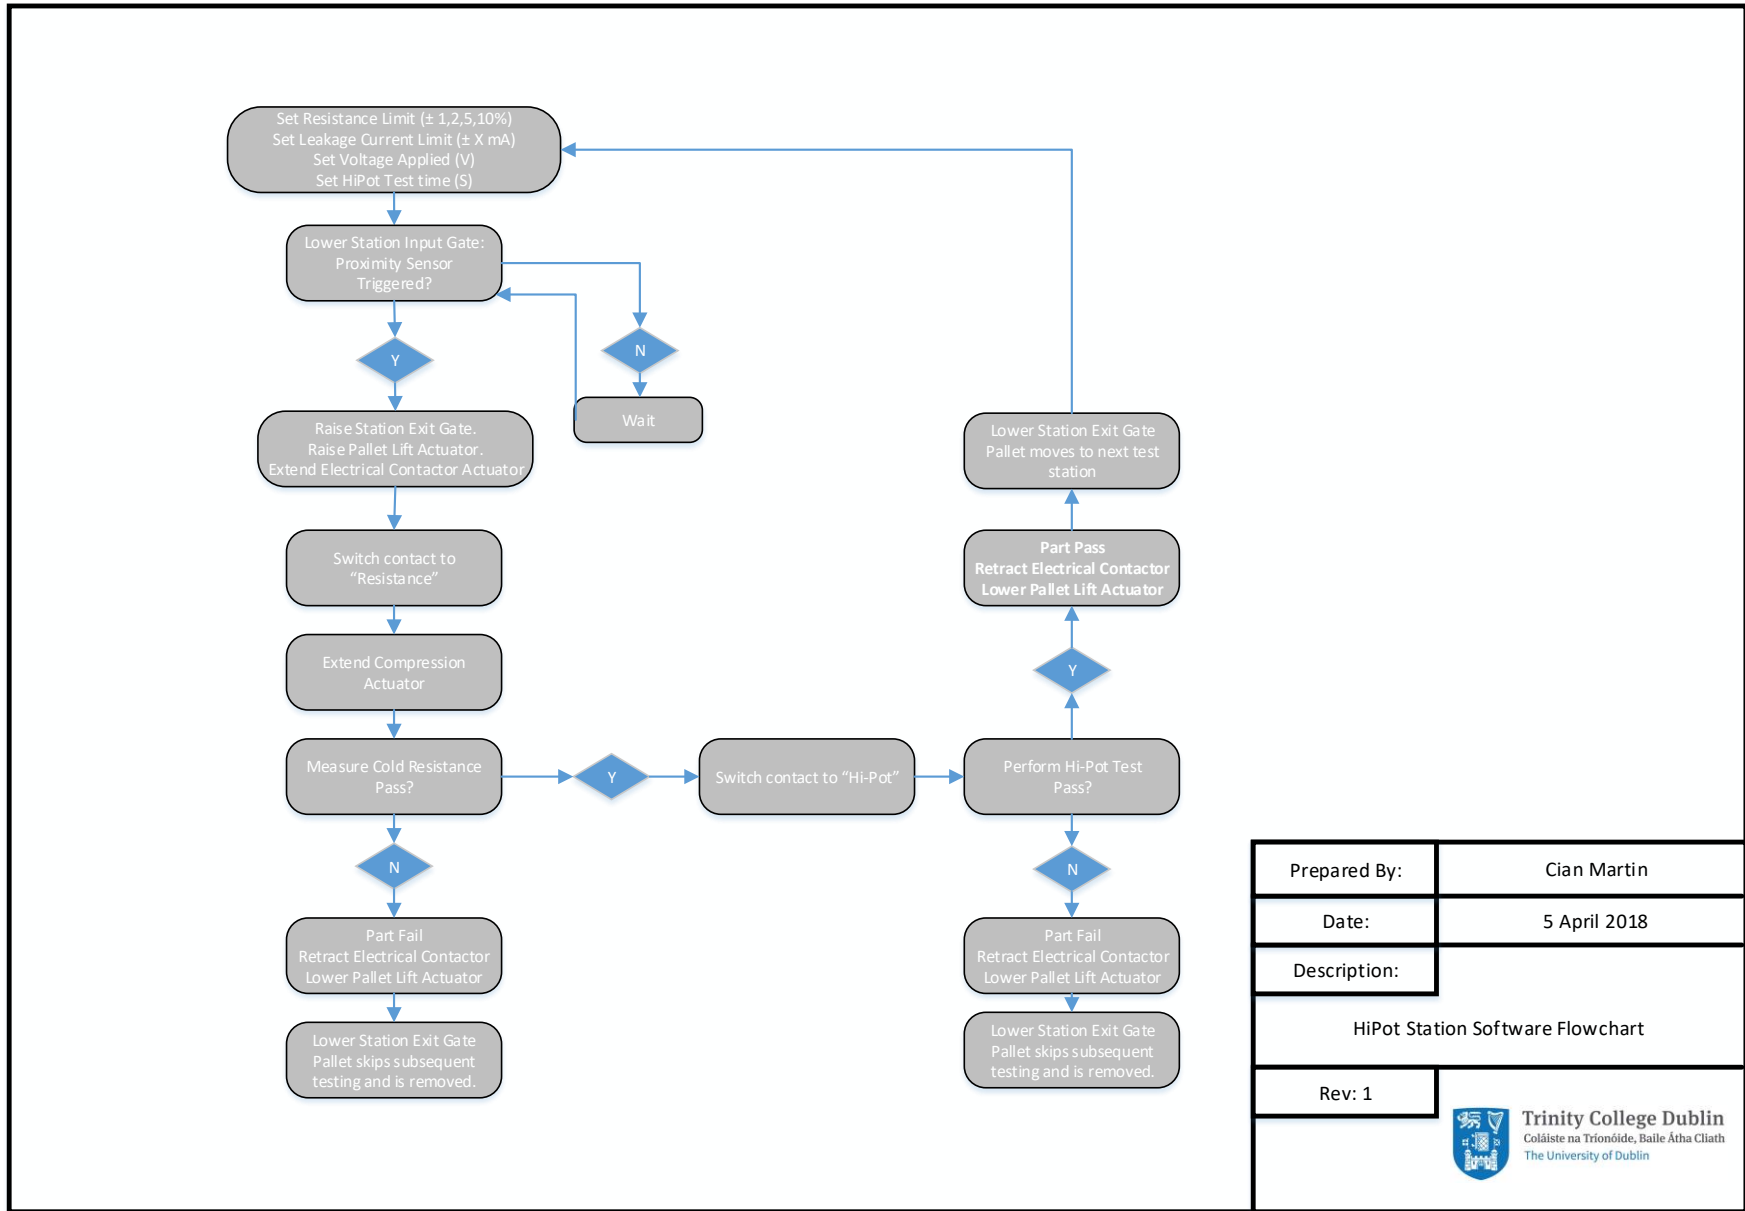 Set Resistance Limit (± 1,2,5,10%)
Set Leakage Current Limit (± X mA)
Set Voltage Applied (V)
Set HiPot Test time (S)
Lower Station Input Gate:
Proximity Sensor
Triggered?
Y
N
Wait
Raise Station Exit Gate.
Raise Pallet Lift Actuator.
Extend Electrical Contactor Actuator
Switch contact to
“Resistance”
Extend Compression
Actuator
Measure Cold Resistance
Pass?
Y
Switch contact to “Hi-Pot”
Perform Hi-Pot Test
Pass?
N
Part Fail
Retract Electrical Contactor
Lower Pallet Lift Actuator
Lower Station Exit Gate
Pallet skips subsequent
testing and is removed.
Y
Part Pass
Retract Electrical Contactor
Lower Pallet Lift Actuator
Lower Station Exit Gate
Pallet moves to next test
station
N
Part Fail
Retract Electrical Contactor
Lower Pallet Lift Actuator
Lower Station Exit Gate
Pallet skips subsequent
testing and is removed.
Prepared By:
Cian Martin
Date:
5 April 2018
Description:
HiPot Station Software Flowchart
Rev: 1
Trinity College Dublin
Coláiste na Tríonóide, Baile Átha Cliath
The University of Dublin